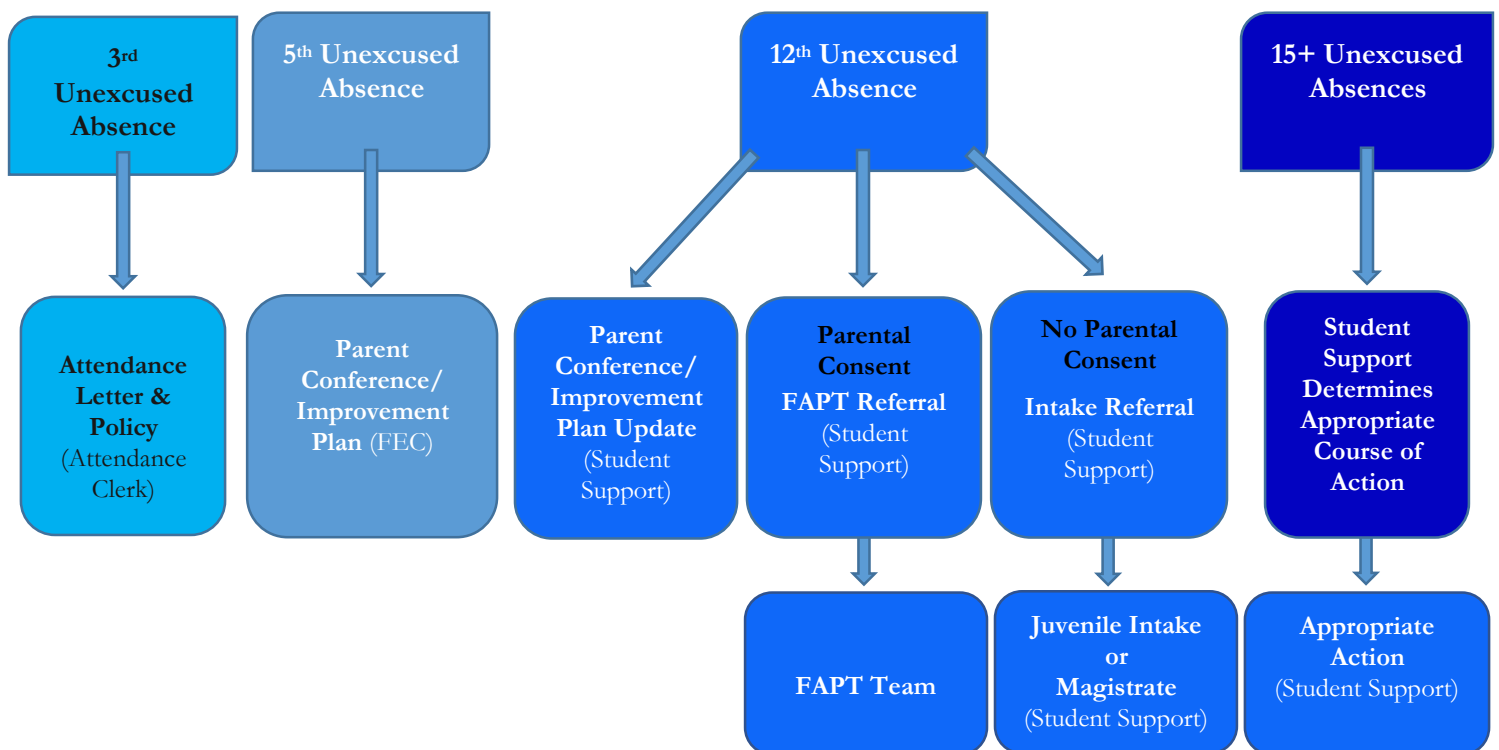 3rd
Unexcused
Absence
5th Unexcused
Absence
12th Unexcused
Absence
15+ Unexcused
Absences
Attendance
Letter &
Policy
(Attendance
Clerk)
Parent
Conference/
Improvement
Plan (FEC)
Parent
Conference/
Improvement
Plan Update
(Student
Support)
Parental
Consent
FAPT Referral
(Student
Support)
No Parental
Consent
Intake Referral
(Student
Support)
Student
Support
Determines
Appropriate
Course of
Action
FAPT Team
Juvenile Intake
or
Magistrate
(Student Support)
Appropriate
Action
(Student Support)